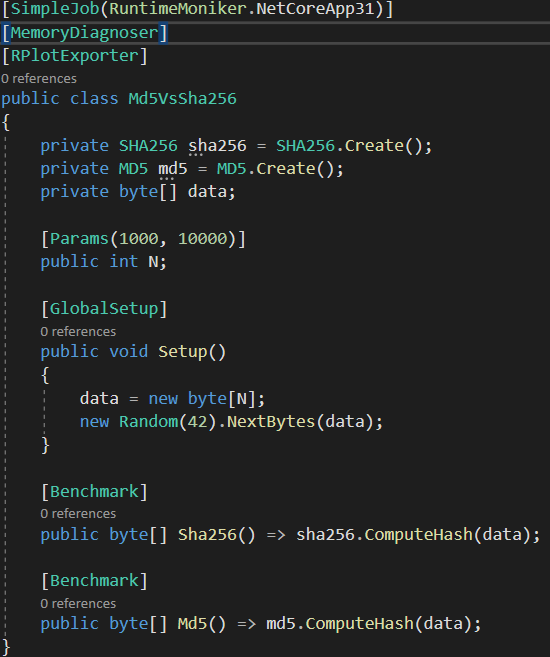 [SimpleJob(RuntimeMoniker.NetCoreApp31)]
[MemoryDiagnoser]
[RPlotExporter]
0 references
public class Md5VsSha256
{
    private SHA256 sha256 = SHA256.Create();
    private MD5 md5 = MD5.Create();
    private byte[] data;

    [Params(1000, 10000)]
    public int N;

    [GlobalSetup]
    0 references
    public void Setup()
    {
        data = new byte[N];
        new Random(42).NextBytes(data);
    }

    [Benchmark]
    0 references
    public byte[] Sha256() => sha256.ComputeHash(data);

    [Benchmark]
    0 references
    public byte[] Md5() => md5.ComputeHash(data);
}